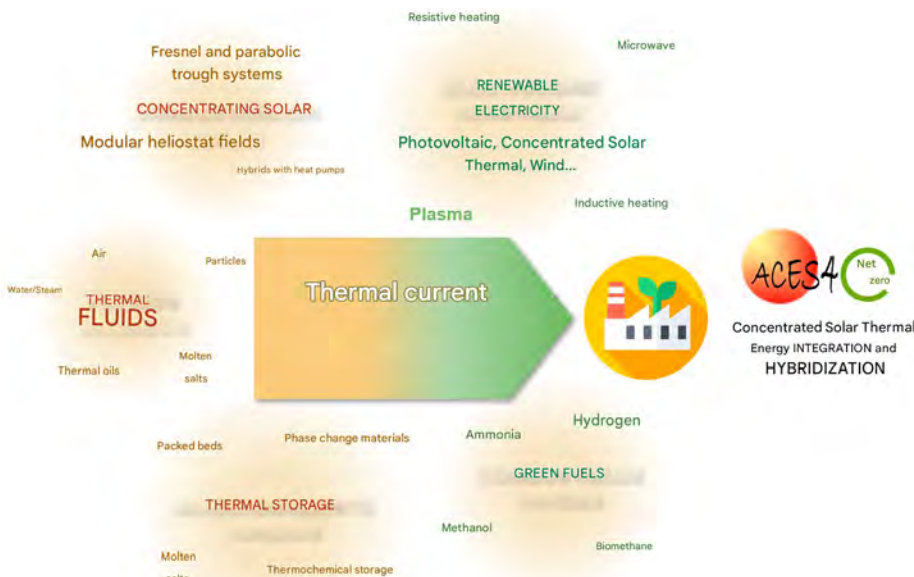 Resistive heating
Microwave
Fresnel and parabolic
trough systems
CONCENTRATING SOLAR
Modular heliostat fields
Hybrids with heat pumps
RENEWABLE
ELECTRICITY
Photovoltaic, Concentrated Solar
Thermal, Wind...
Inductive heating
Plasma
Air
Particles
Water/Steam
THERMAL
FLUIDS
Thermal oils
Molten
salts
Thermal current
ACES4
Net
zero
Concentrated Solar Thermal
Energy INTEGRATION and
HYBRIDIZATION
Packed beds
Phase change materials
THERMAL STORAGE
Molten
salts
Thermochemical storage
Ammonia
Hydrogen
GREEN FUELS
Methanol
Biomethane